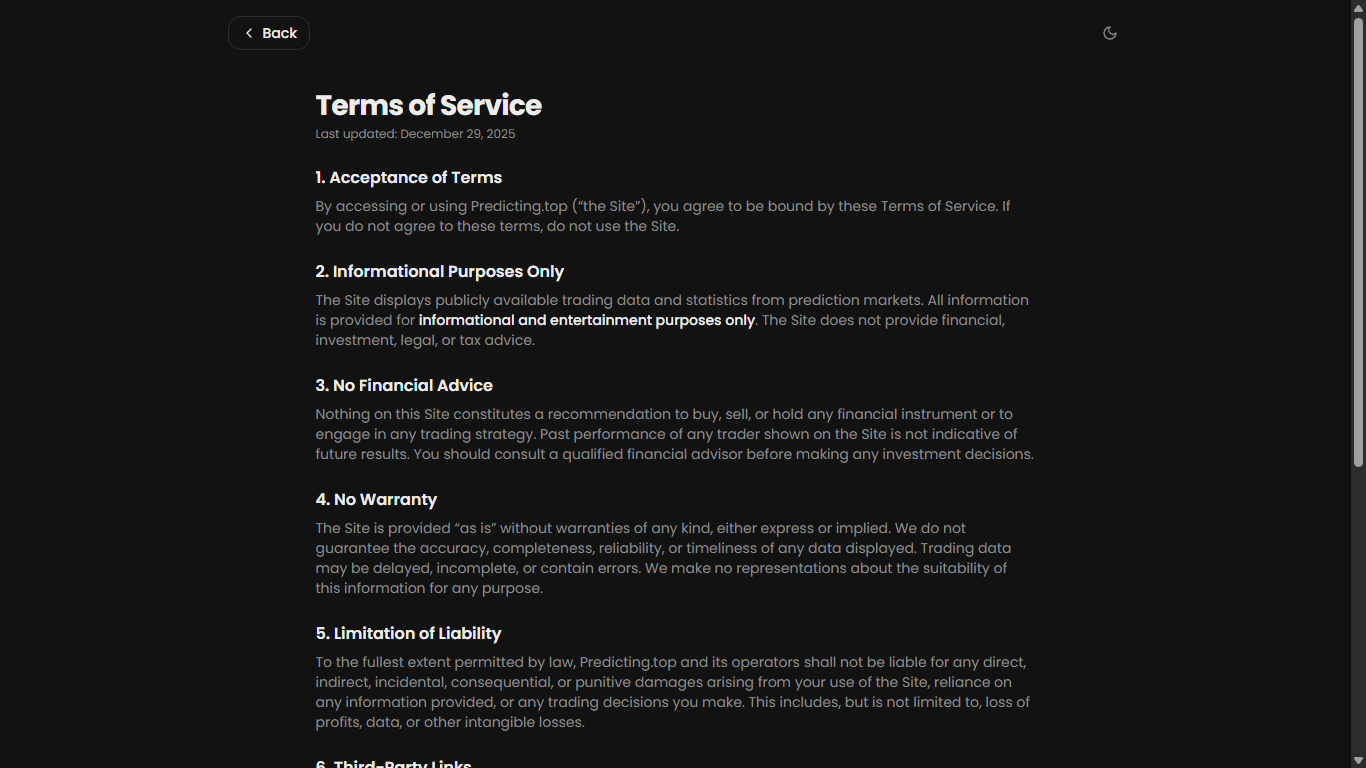 Back
Terms of Service
Last updated: December 29, 2025
1. Acceptance of Terms
By accessing or using Predicting.top (“the Site”), you agree to be bound by these Terms of Service. If
you do not agree to these terms, do not use the Site.
2. Informational Purposes Only
The Site displays publicly available trading data and statistics from prediction markets. All information
is provided for informational and entertainment purposes only. The Site does not provide financial,
investment, legal, or tax advice.
3. No Financial Advice
Nothing on this Site constitutes a recommendation to buy, sell, or hold any financial instrument or to
engage in any trading strategy. Past performance of any trader shown on the Site is not indicative of
future results. You should consult a qualified financial advisor before making any investment decisions.
4. No Warranty
The Site is provided “as is” without warranties of any kind, either express or implied. We do not
guarantee the accuracy, completeness, reliability, or timeliness of any data displayed. Trading data
may be delayed, incomplete, or contain errors. We make no representations about the suitability of
this information for any purpose.
5. Limitation of Liability
To the fullest extent permitted by law, Predicting.top and its operators shall not be liable for any direct,
indirect, incidental, consequential, or punitive damages arising from your use of the Site, reliance on
any information provided, or any trading decisions you make. This includes, but is not limited to, loss of
profits, data, or other intangible losses.
6. Third-Party Links